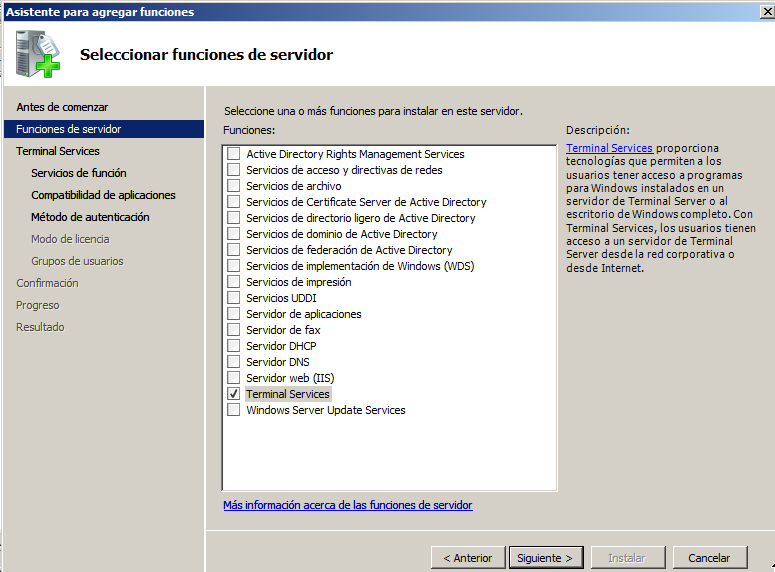 Asistente para agregar funciones
Seleccionar funciones de servidor
Antes de comenzar
Funciones de servidor
Terminal Services
Servicios de función
Compatibilidad de aplicaciones
Método de autenticación
Modo de licencia
Grupos de usuarios
Confirmación
Progreso
Resultado
Seleccione una o más funciones para instalar en este servidor.
Funciones:
Active Directory Rights Management Services
Servicios de acceso y directivas de redes
Servicios de archivo
Servicios de Certificate Server de Active Directory
Servicios de directorio ligero de Active Directory
Servicios de dominio de Active Directory
Servicios de federación de Active Directory
Servicios de implementación de Windows (WDS)
Servicios de impresión
Servicios UDDI
Servidor de aplicaciones
Servidor de fax
Servidor DHCP
Servidor DNS
Servidor web (IIS)
Terminal Services
Windows Server Update Services
Más información acerca de las funciones de servidor
Descripción:
Terminal Services proporciona
tecnologías que permiten a los
usuarios tener acceso a programas
para Windows instalados en un
servidor de Terminal Server o al
escritorio de Windows completo. Con
Terminal Services, los usuarios tienen
acceso a un servidor de Terminal
Server desde la red corporativa o
desde Internet.
< Anterior
Siguiente >
Instalar
Cancelar